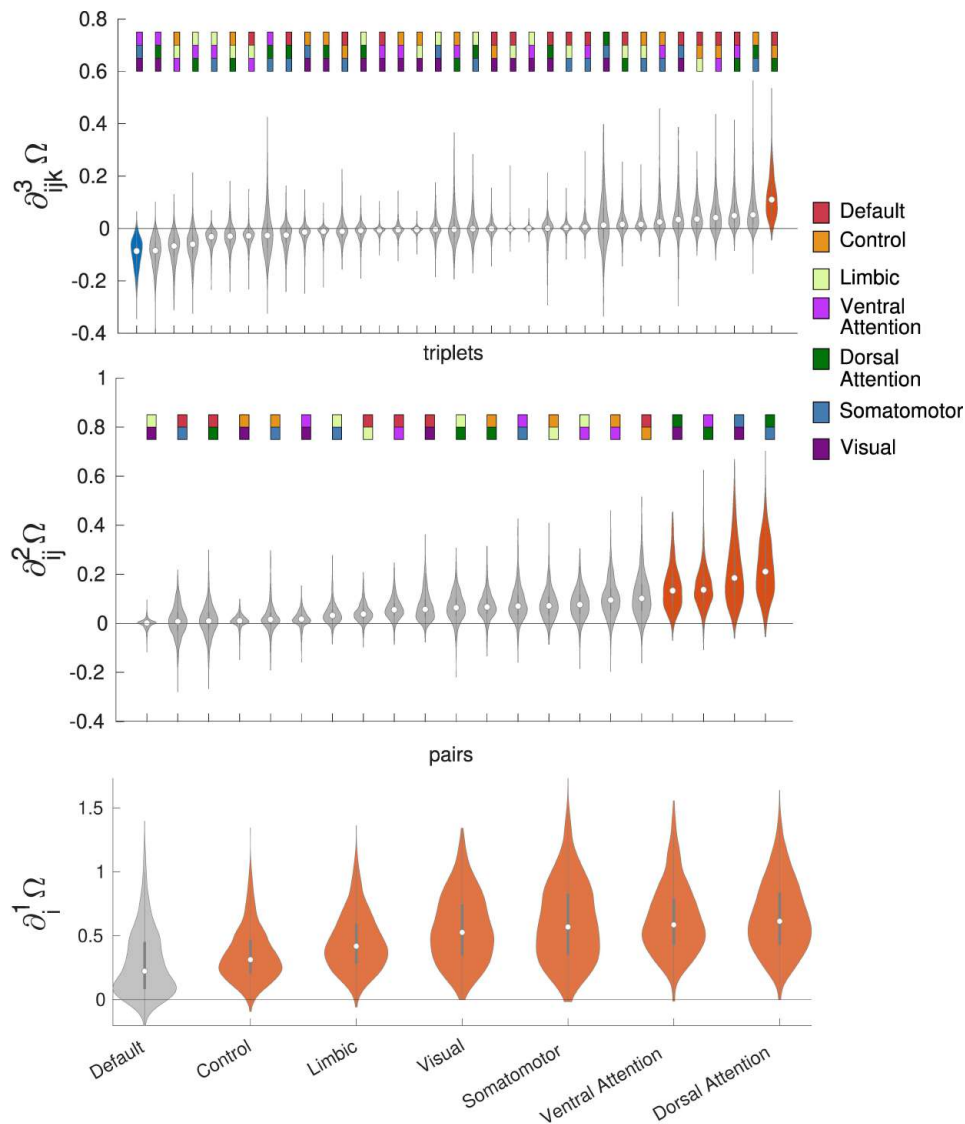 0.8
0.6
0.4
0.2
0
-0.2
-0.4
∂³ijk Ω
triplets
Default
Control
Limbic
Ventral
Attention
Dorsal
Attention
Somatomotor
Visual
1
0.8
0.6
0.4
0.2
0
-0.2
-0.4
∂²ij Ω
pairs
1.5
1
0.5
0
∂¹i Ω
Default
Control
Limbic
Visual
Somatomotor
Ventral Attention
Dorsal Attention